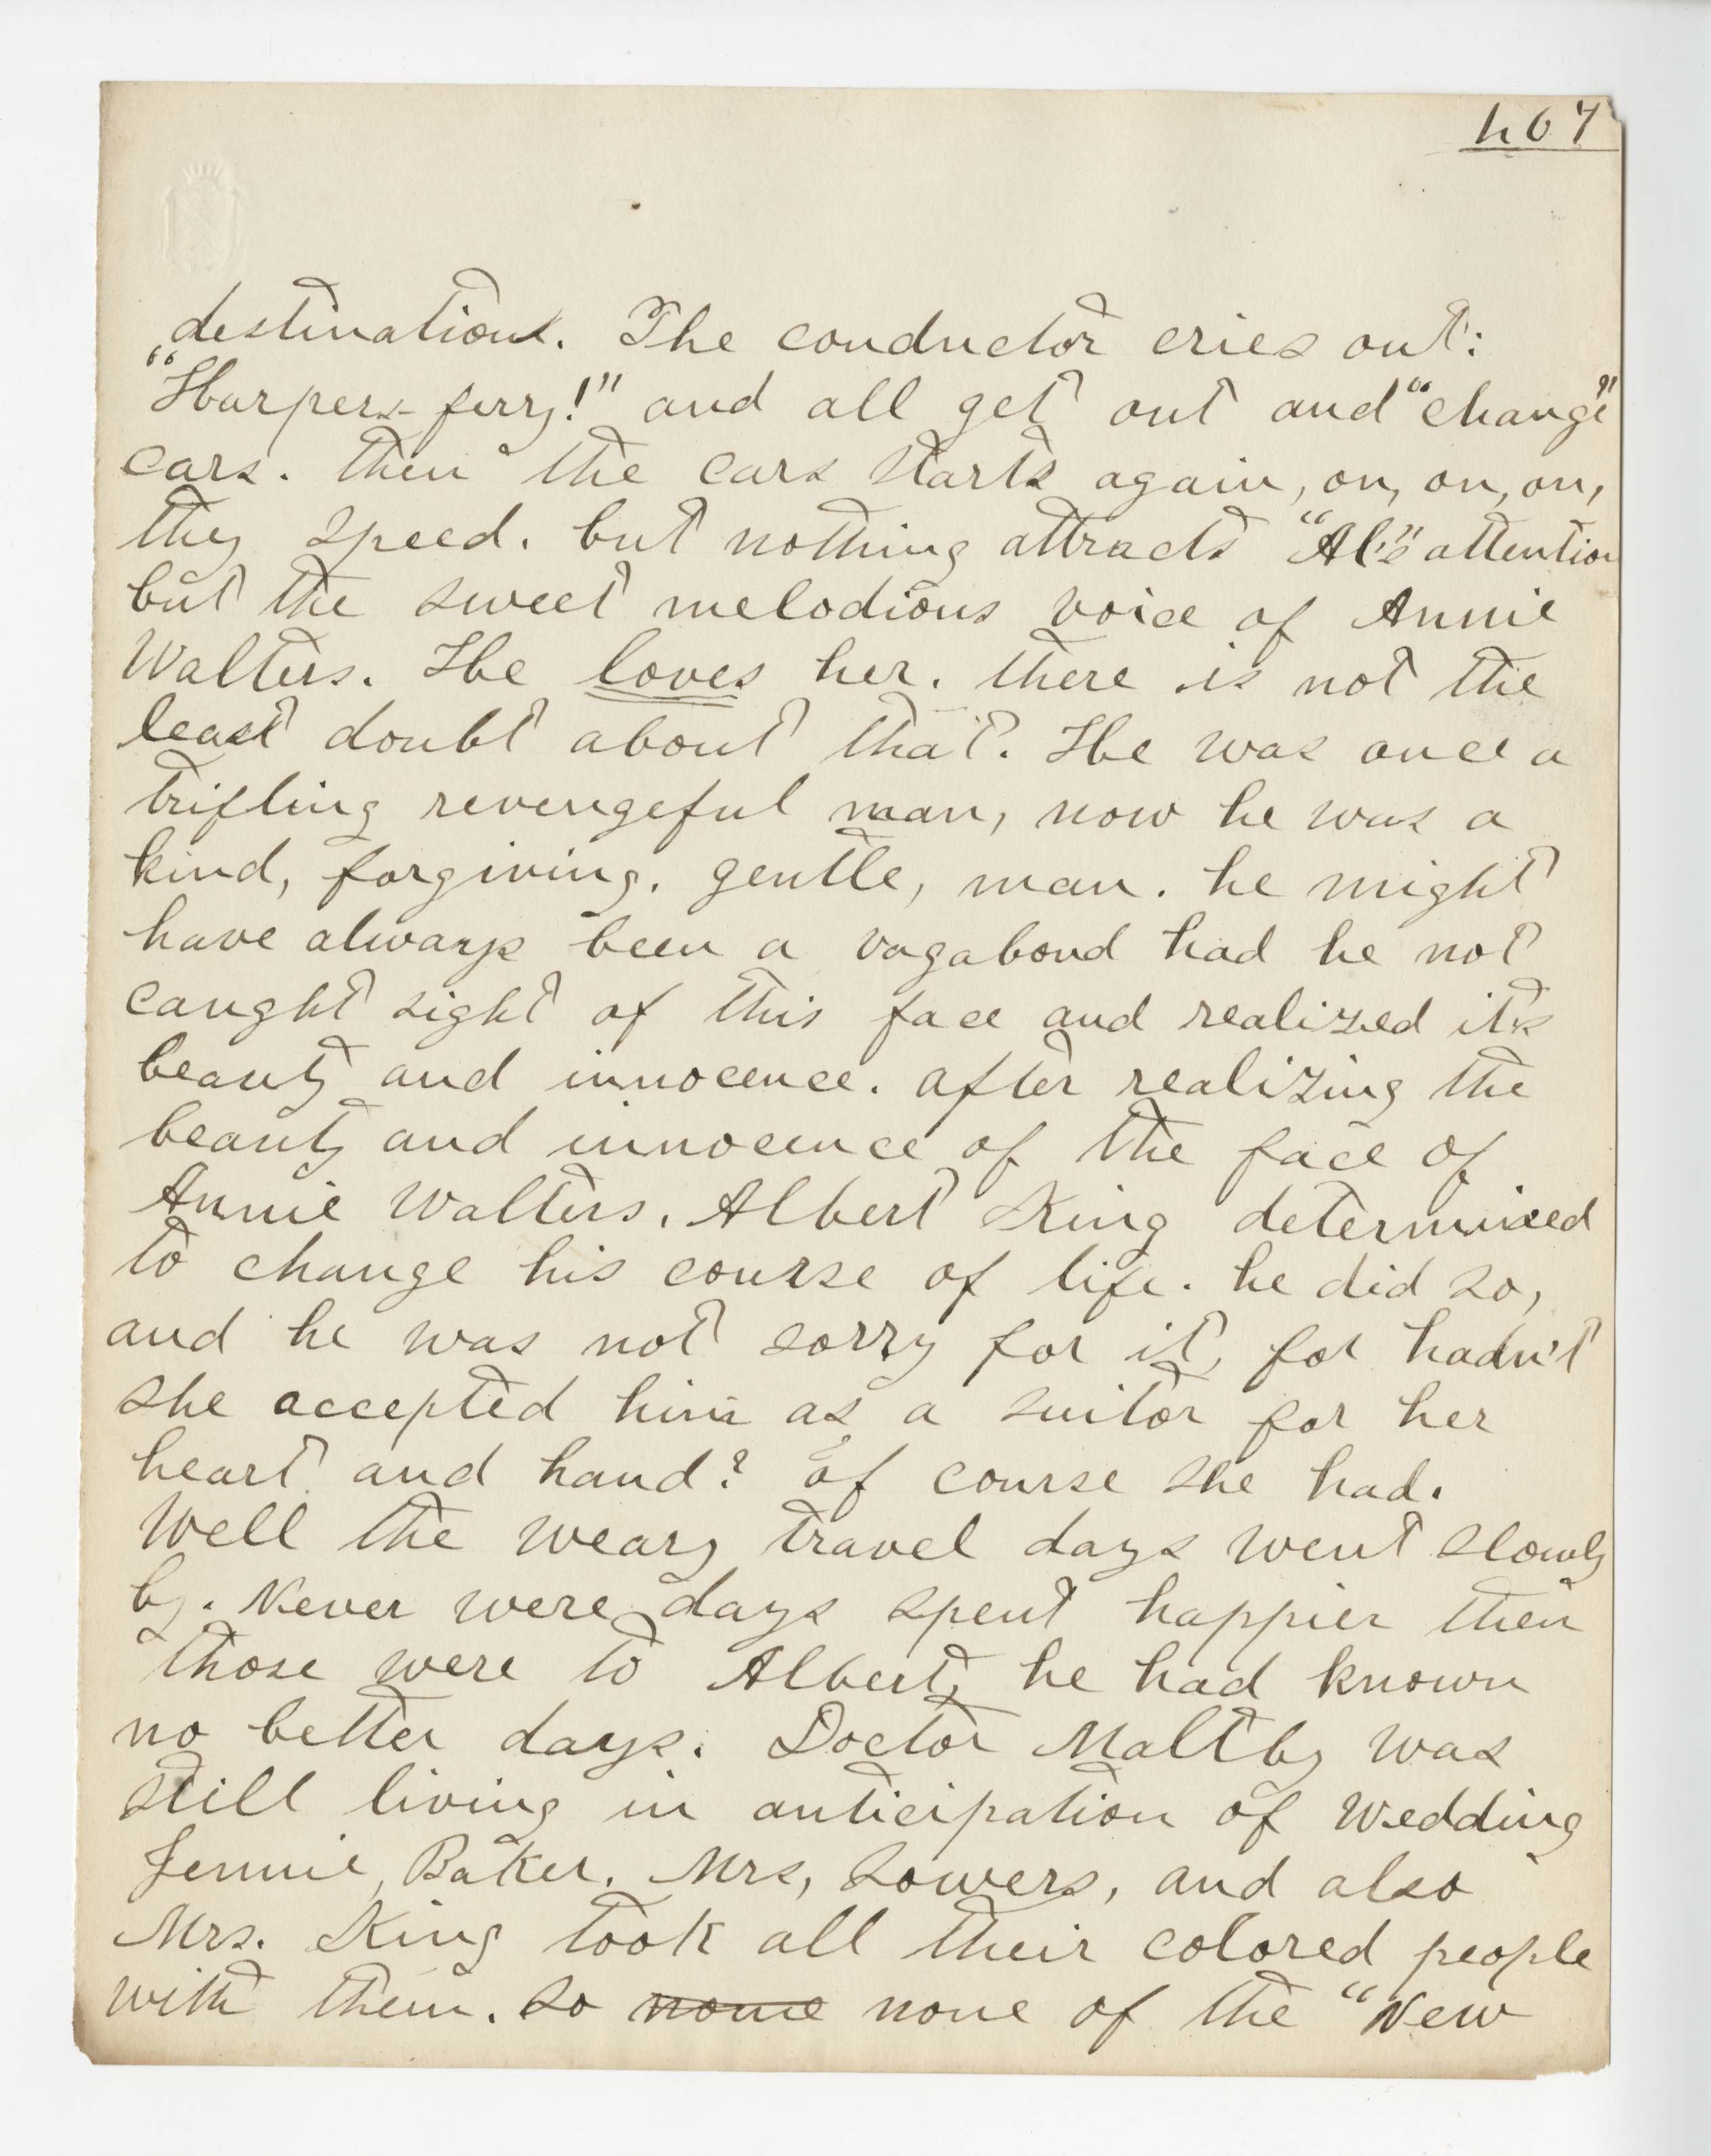 407
destination. The conductor cries out:
"Harpers-ferry!" and all get out and "change"
cars. then the cars starts again, on, on, on,
they speed. but nothing attracts "Al's" attention
but the sweet melodious voice of Annie
Walters. He loves her. there is not the
least doubt about that. He was once a
trifling revengeful man, now he was a
kind, forgiving, gentle, man. he might
have always been a vagabond had he not
caught sight of this face and realized its
beauty and innocence. after realizing the
beauty and innocence of the face of
Annie Walters. Albert King determined
to change his course of life. he did so,
and he was not sorry for it, for hadn't
she accepted him as a suitor for her
heart and hand? of course she had.
Well the weary travel days went slowly
by. Never were days spent happier then
those were to Albert, he had known
no better days. Doctor Maltby was
still living in anticipation of wedding
Jennie Baker. Mrs, Sowers, and also
Mrs. King took all their colored people
with them. so none none of the "New